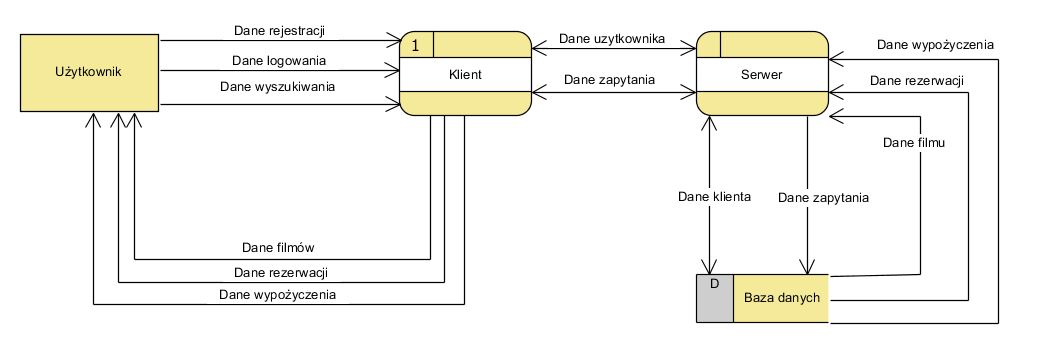 Dane rejestracji
1
Dane uzytkownika
Dane wypożyczenia
Dane logowania
Użytkownik
Klient
Serwer
Dane wyszukiwania
Dane zapytania
Dane rezerwacji
Dane filmu
Dane klienta
Dane zapytania
Dane filmów
Dane rezerwacji
Dane wypożyczenia
D
Baza danych